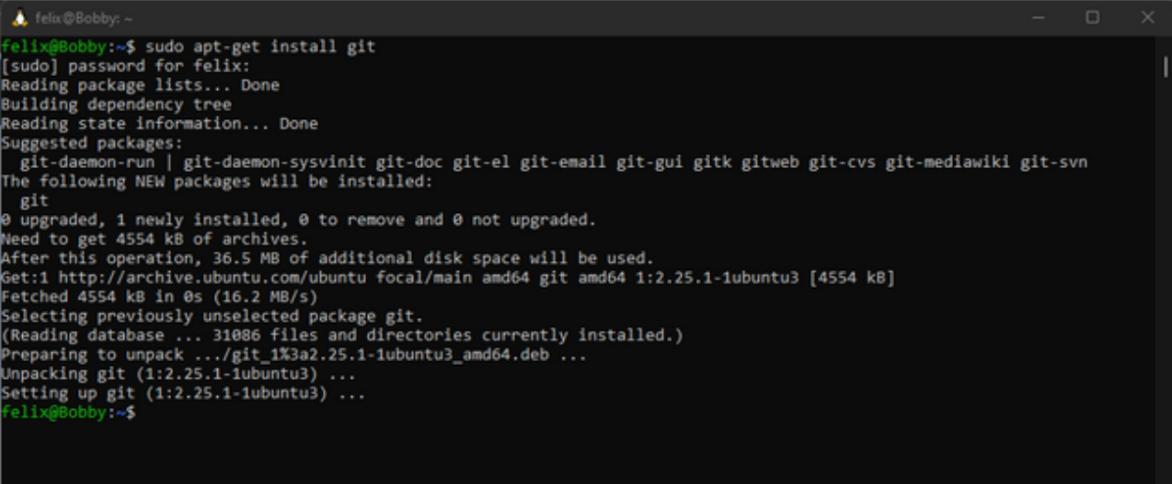 felix@Bobby: ~
felix@Bobby:~$ sudo apt-get install git
[sudo] password for felix:
Reading package lists... Done
Building dependency tree
Reading state information... Done
Suggested packages:
  git-daemon-run | git-daemon-sysvinit git-doc git-el git-email git-gui gitk gitweb git-cvs git-mediawiki git-svn
The following NEW packages will be installed:
  git
0 upgraded, 1 newly installed, 0 to remove and 0 not upgraded.
Need to get 4554 kB of archives.
After this operation, 36.5 MB of additional disk space will be used.
Get:1 http://archive.ubuntu.com/ubuntu focal/main amd64 git amd64 1:2.25.1-1ubuntu3 [4554 kB]
Fetched 4554 kB in 0s (16.2 MB/s)
Selecting previously unselected package git.
(Reading database ... 31086 files and directories currently installed.)
Preparing to unpack .../git_1%3a2.25.1-1ubuntu3_amd64.deb ...
Unpacking git (1:2.25.1-1ubuntu3) ...
Setting up git (1:2.25.1-1ubuntu3) ...
felix@Bobby:~$